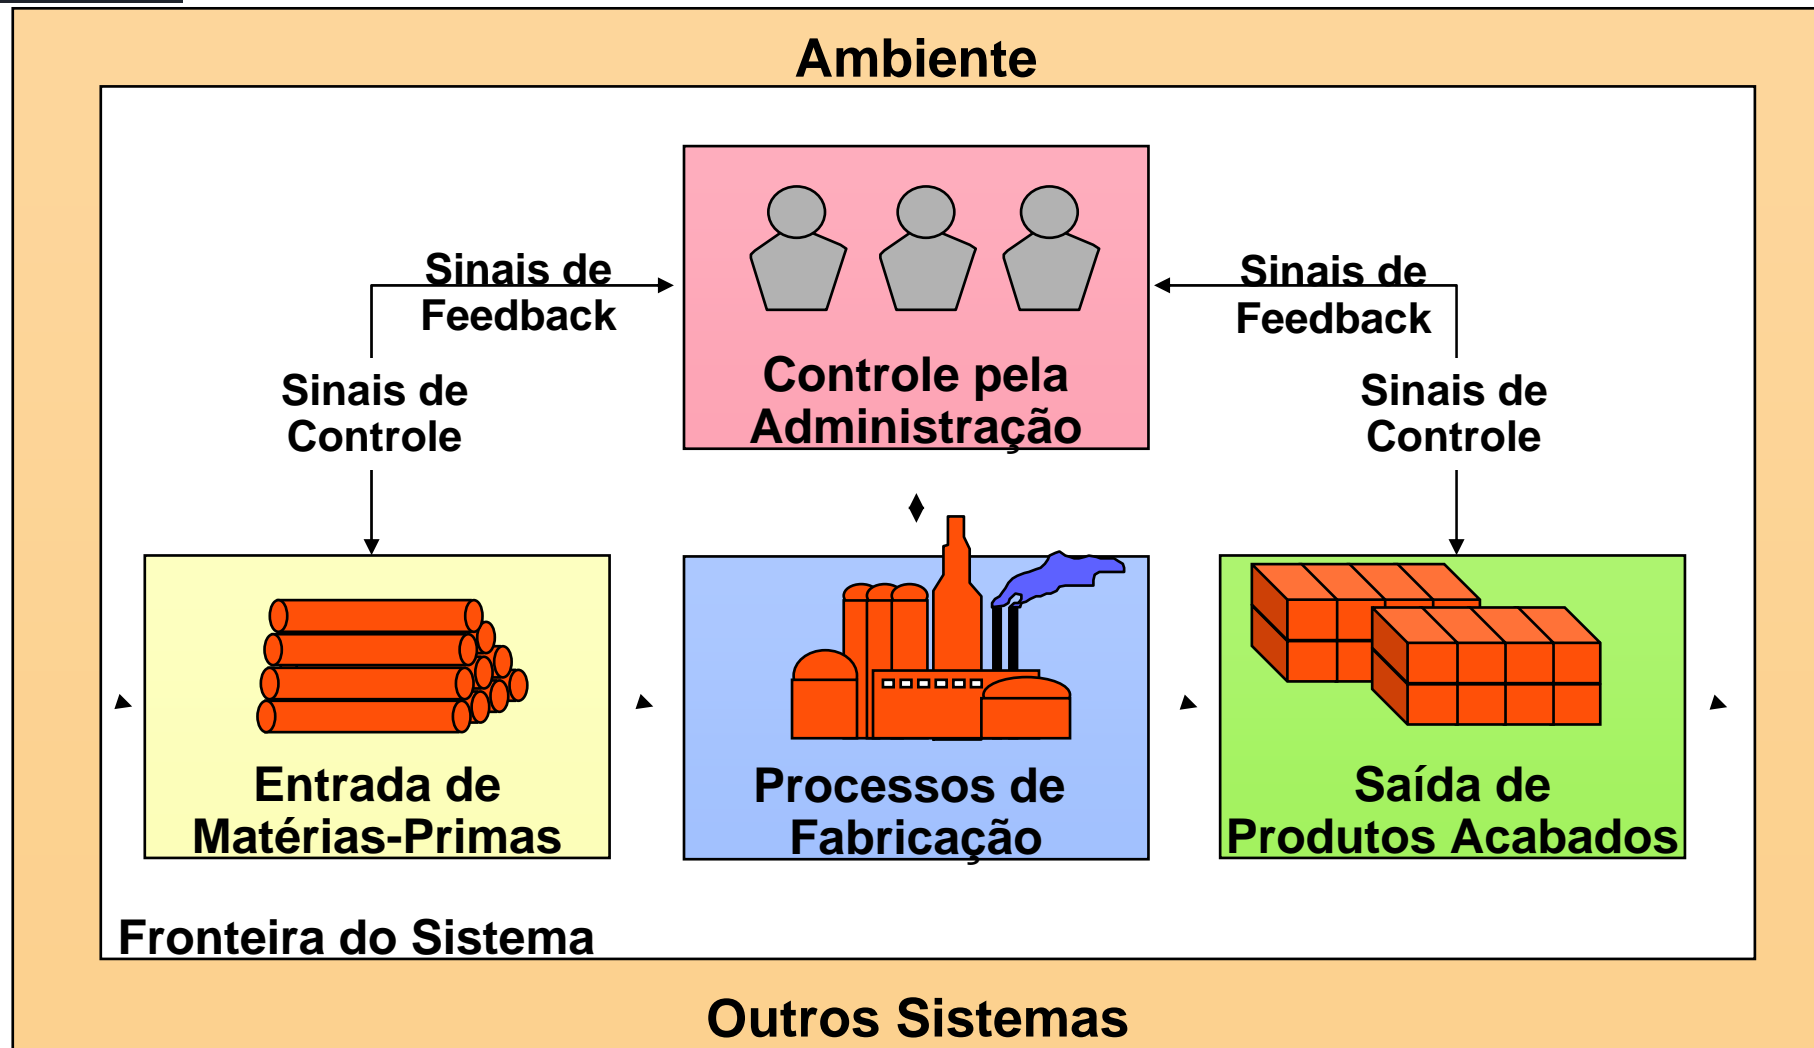 Ambiente
Sinais de
Feedback
Sinais de
Feedback
Sinais de
Controle
Controle pela
Administração
Sinais de
Controle
Entrada de
Matérias-Primas
Processos de
Fabricação
Saída de
Produtos Acabados
Fronteira do Sistema
Outros Sistemas